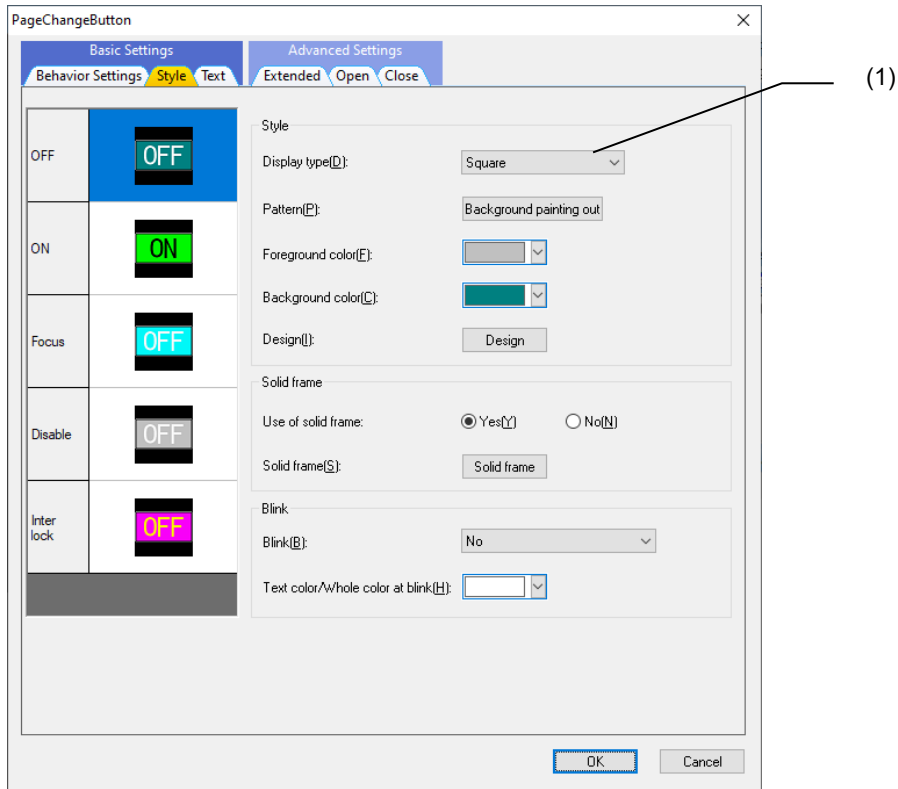 PageChangeButton
Basic Settings
Advanced Settings
Behavior Settings Style Text
Extended Open Close
(1)
OFF
OFF
ON
ON
Focus
OFF
Disable
OFF
Inter
lock
OFF
Style
Display type(D):
Square
Pattern(P):
Background painting out
Foreground color(F):
Background color(C):
Design(I):
Design
Solid frame
Use of solid frame:
Yes(Y)
No(N)
Solid frame(S):
Solid frame
Blink
Blink(B):
No
Text color/Whole color at blink(H):
OK
Cancel